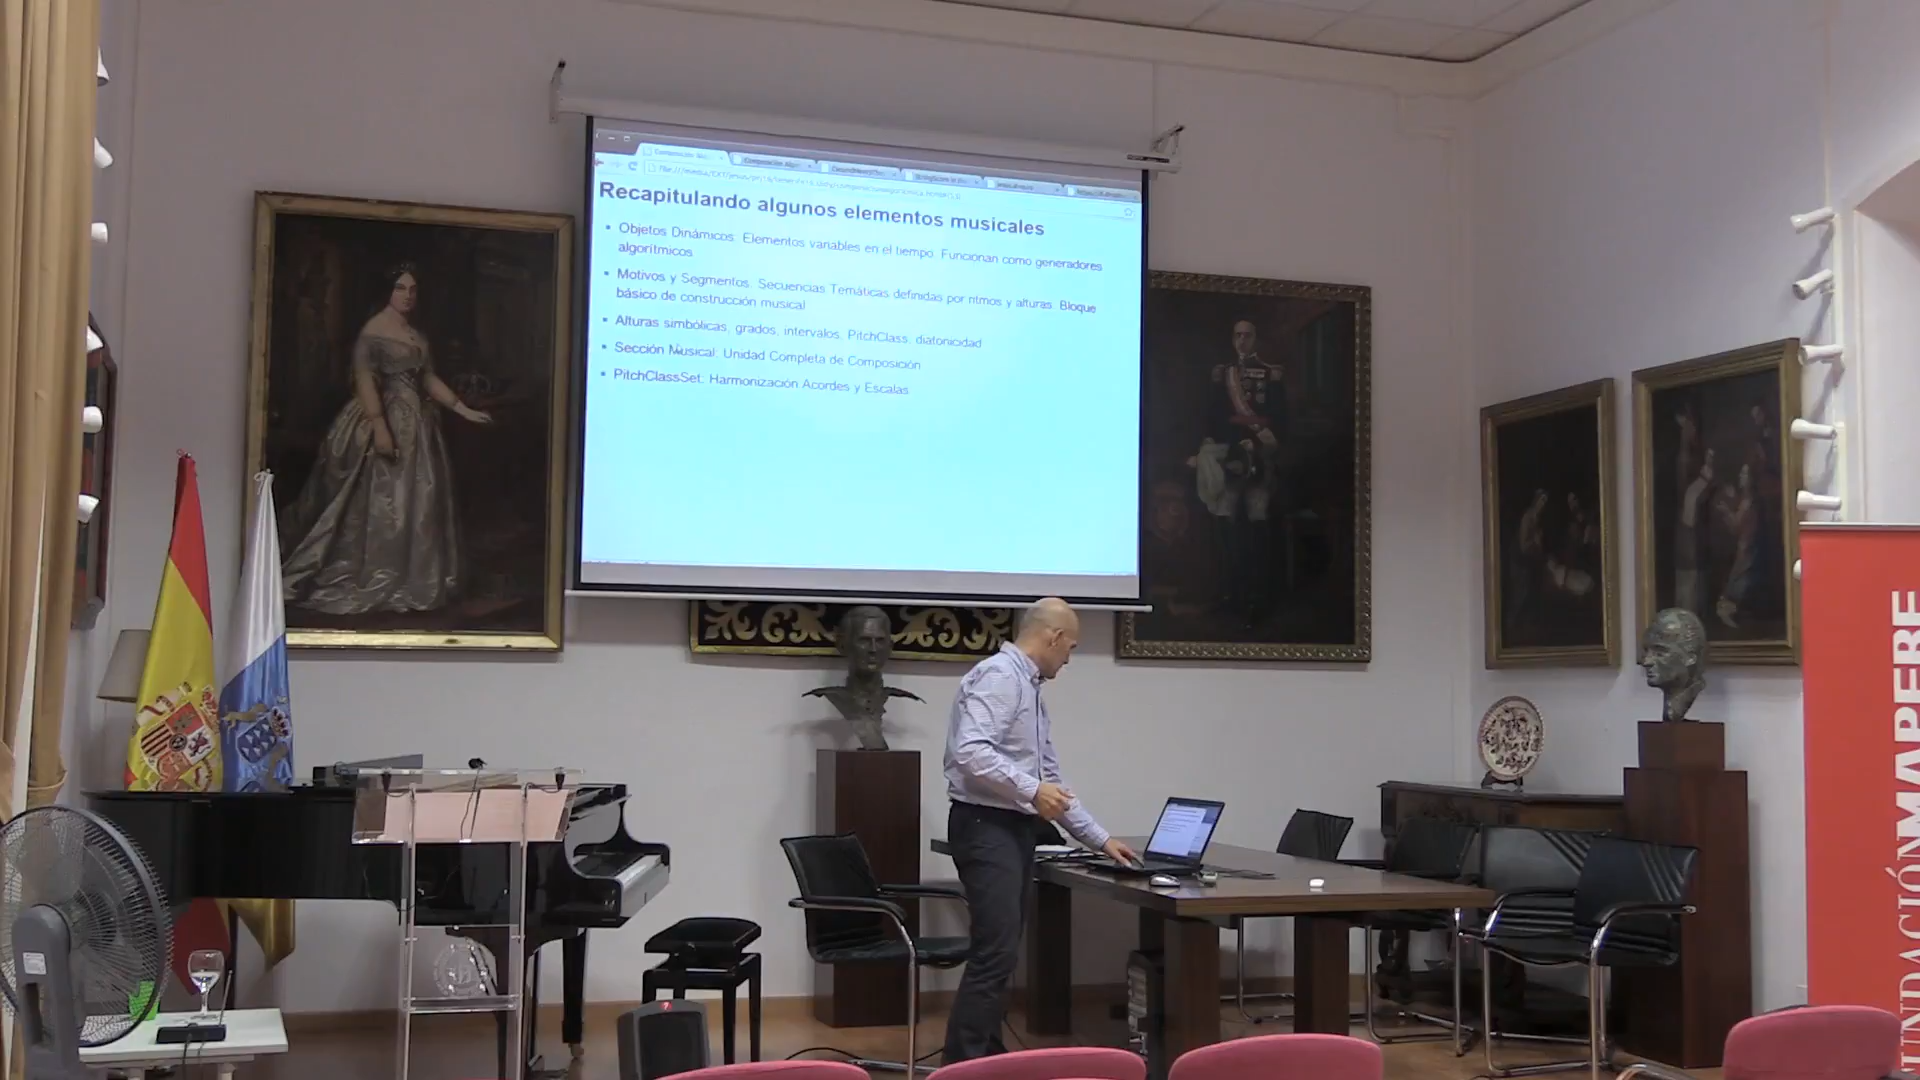 Recapitulando algunos elementos musicales
• Objetos Dinámicos: Elementos variables en el tiempo. Funcionan como generadores
algorítmicos
• Motivos y Segmentos. Secuencias Temáticas definidas por ritmos y alturas. Bloque
básico de construcción musical
• Alturas simbólicas, grados, intervalos, PitchClass, diatonicidad
• Sección Musical: Unidad Completa de Composición
• PitchClassSet: Harmonización Acordes y Escalas
FUNDACIÓNMAPFRE